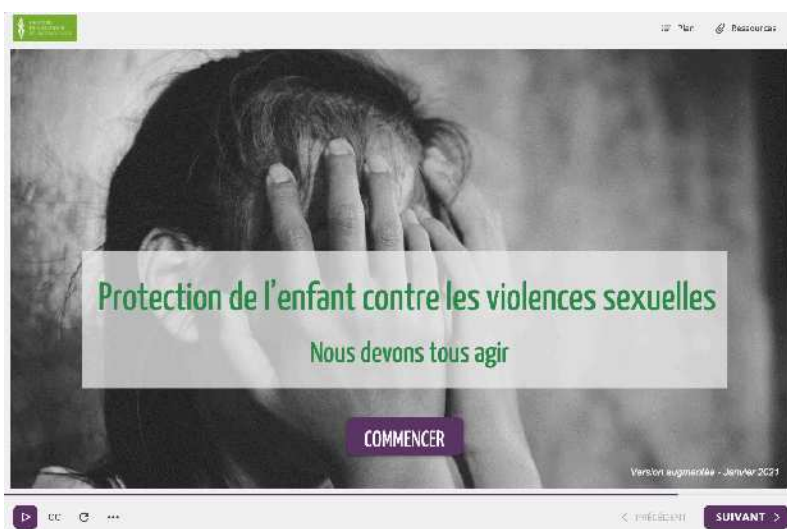 Plan
Ressources
Protection de l'enfant contre les violences sexuelles
Nous devons tous agir
COMMENCER
Version augmentée - Janvier 2021
CC
PRÉCÉDENT
SUIVANT